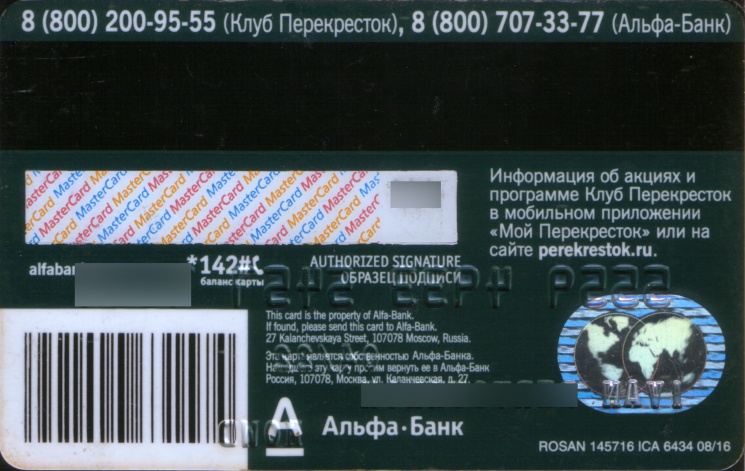 8 (800) 200-95-55 (Клуб Перекресток), 8 (800) 707-33-77 (Альфа-Банк)
MasterCard MasterCard MasterCard MasterCard
Информация об акциях и
программе Клуб Перекресток
в мобильном приложении
«Мой Перекресток» или на
сайте perekrestok.ru.
*142#
баланс карты
AUTHORIZED SIGNATURE
ОБРАЗЕЦ ПОДПИСИ
This card is the property of Alfa-Bank.
If found, please send this card to Alfa-Bank.
27 Kalanchevskaya Street, 107078 Moscow, Russia.
Эта карта является собственностью Альфа-Банка.
Нашедшего эту карту просим вернуть ее в Альфа-Банк
Россия, 107078, Москва, ул. Каланчевская, д. 27.
А Альфа·Банк
ROSAN 145716 ICA 6434 08/16